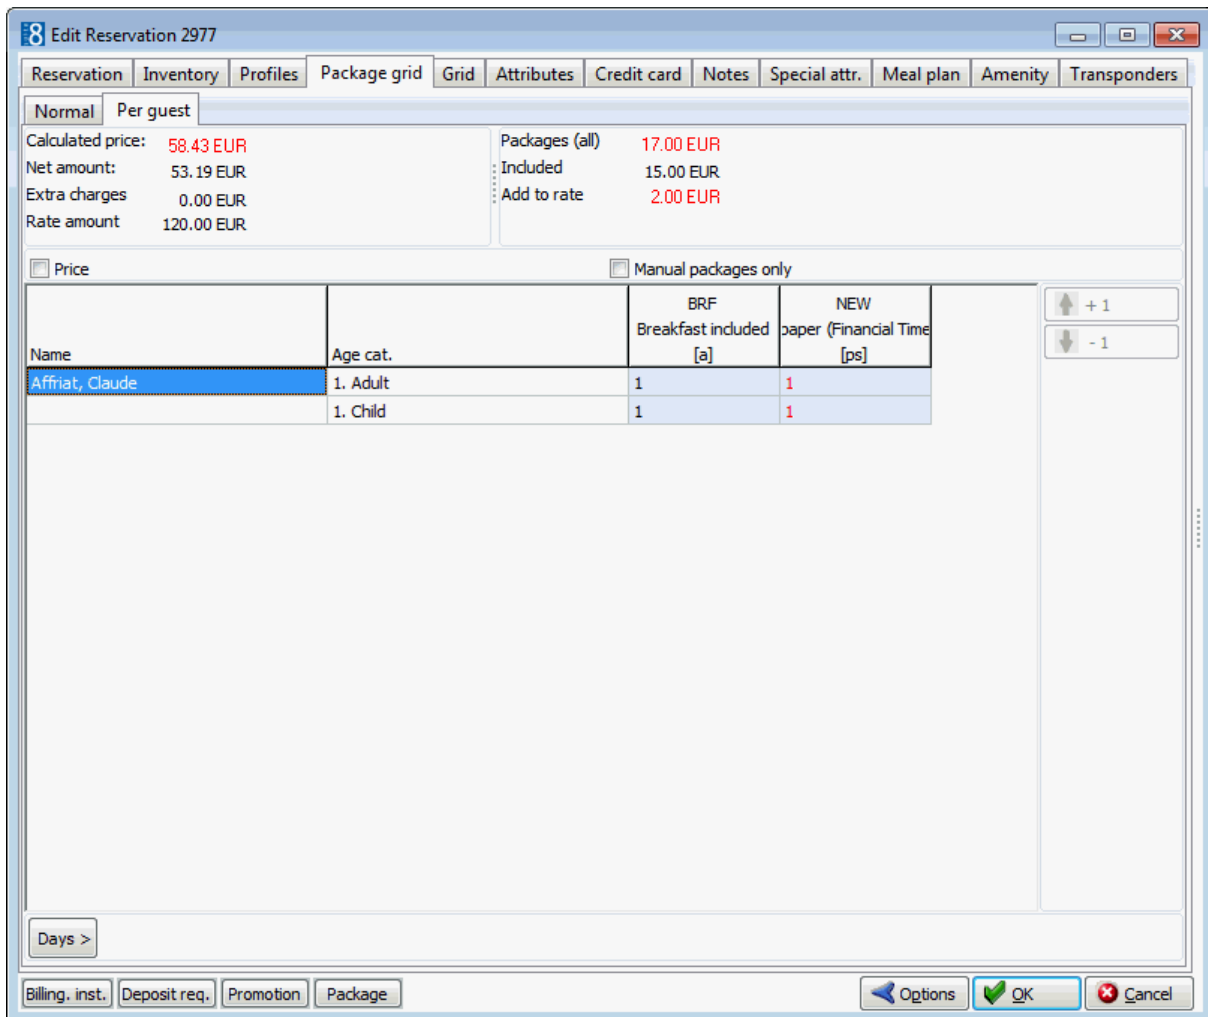 8 Edit Reservation 2977
Reservation Inventory Profiles Package grid Grid Attributes Credit card Notes Special attr. Meal plan Amenity Transponders
Normal Per guest
Calculated price: 58.43 EUR Packages (all) 17.00 EUR
Net amount: 53.19 EUR Included 15.00 EUR
Extra charges 0.00 EUR Add to rate 2.00 EUR
Rate amount 120.00 EUR
Price Manual packages only
BRF NEW + 1
Breakfast included paper (Financial Time
Name Age cat. [a] [ps] - 1
Affriat, Claude 1. Adult 1 1
1. Child 1 1
Days >
Billing. inst. Deposit req. Promotion Package Options OK Cancel